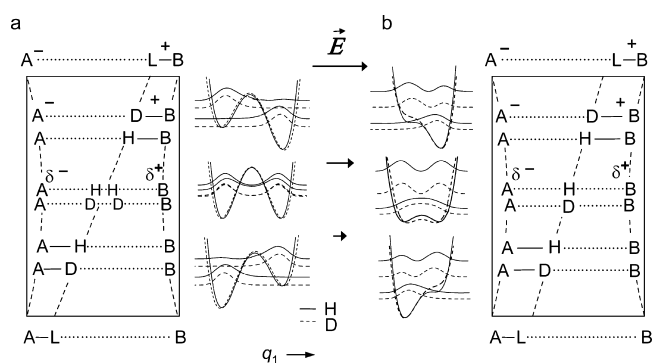 a
b
E
A⁻ L–B⁺
A⁻ D–B⁺
A H–B
δ⁻ δ⁺
A H H B
A D D B
A–H B
A–D B
A–L B
H
D
q₁
A⁻ L–B⁺
A⁻ D–B⁺
A H–B
δ⁻ δ⁺
A H B
A D B
A–H B
A–D B
A–L B